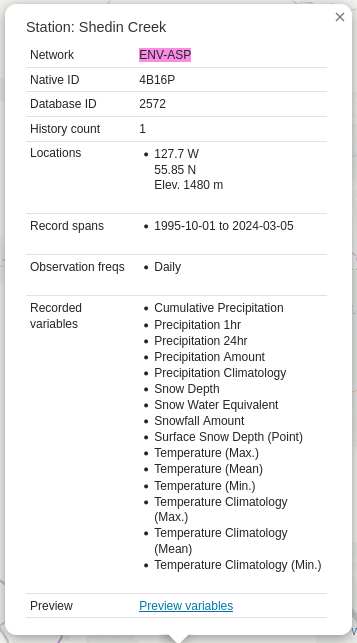 Station: Shedin Creek
Network ENV-ASP
Native ID 4B16P
Database ID 2572
History count 1
Locations • 127.7 W
55.85 N
Elev. 1480 m
Record spans • 1995-10-01 to 2024-03-05
Observation freqs • Daily
Recorded variables
• Cumulative Precipitation
• Precipitation 1hr
• Precipitation 24hr
• Precipitation Amount
• Precipitation Climatology
• Snow Depth
• Snow Water Equivalent
• Snowfall Amount
• Surface Snow Depth (Point)
• Temperature (Max.)
• Temperature (Mean)
• Temperature (Min.)
• Temperature Climatology
(Max.)
• Temperature Climatology
(Mean)
• Temperature Climatology (Min.)
Preview Preview variables